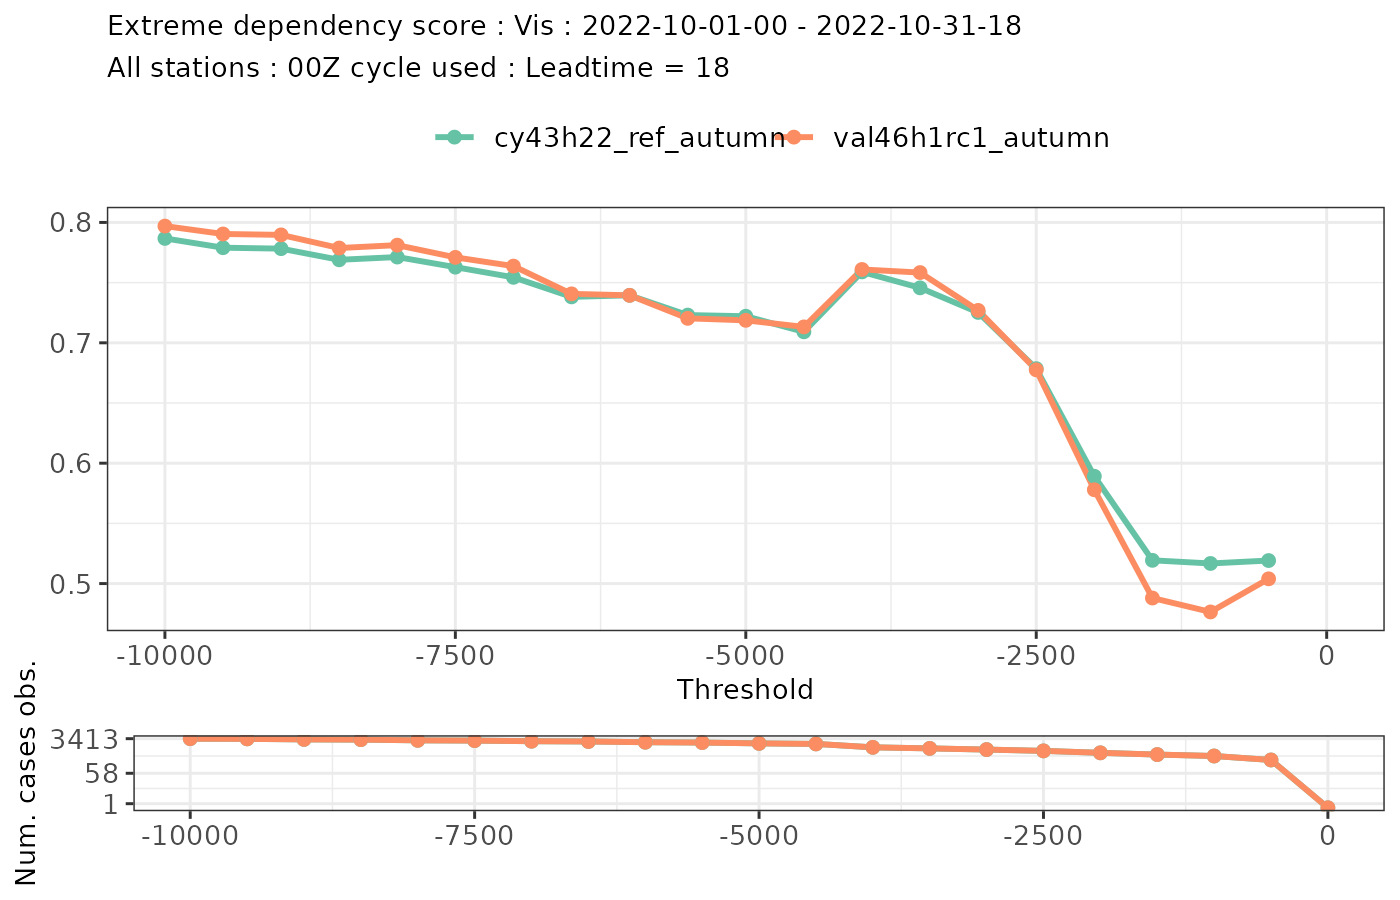 Extreme dependency score : Vis : 2022-10-01-00 - 2022-10-31-18
All stations : 00Z cycle used : Leadtime = 18
cy43h22_ref_autumn val46h1rc1_autumn
0.8
0.7
0.6
0.5
-10000 -7500 -5000 -2500 0
Threshold
Num. cases obs.
3413
58
1
-10000 -7500 -5000 -2500 0